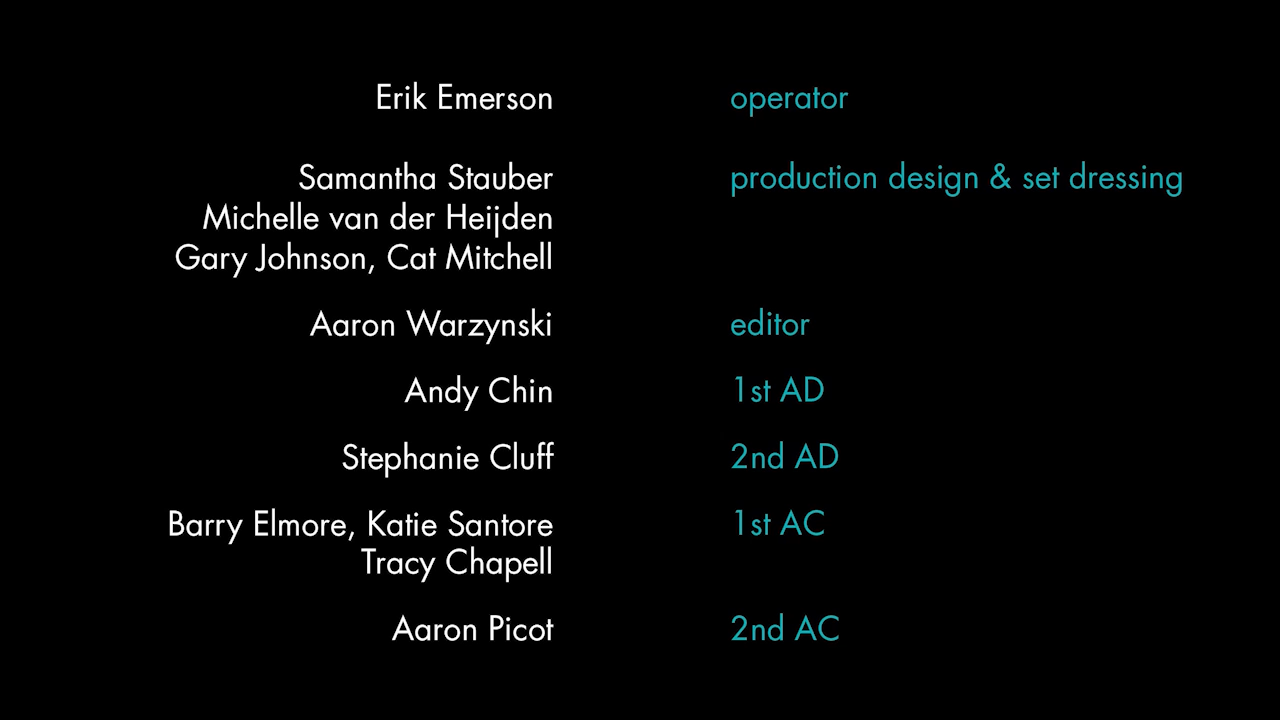 Erik Emerson operator
Samantha Stauber production design & set dressing
Michelle van der Heijden
Gary Johnson, Cat Mitchell
Aaron Warzynski editor
Andy Chin 1st AD
Stephanie Cluff 2nd AD
Barry Elmore, Katie Santore 1st AC
Tracy Chapell
Aaron Picot 2nd AC